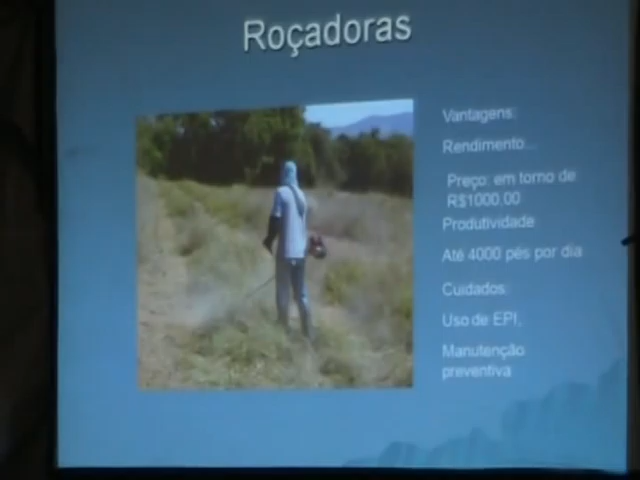 Roçadoras
Vantagens:
Rendimento...
Preço: em torno de
R$1000.00
Produtividade
Até 4000 pés por dia
Cuidados:
Uso de EPI,
Manutenção
preventiva